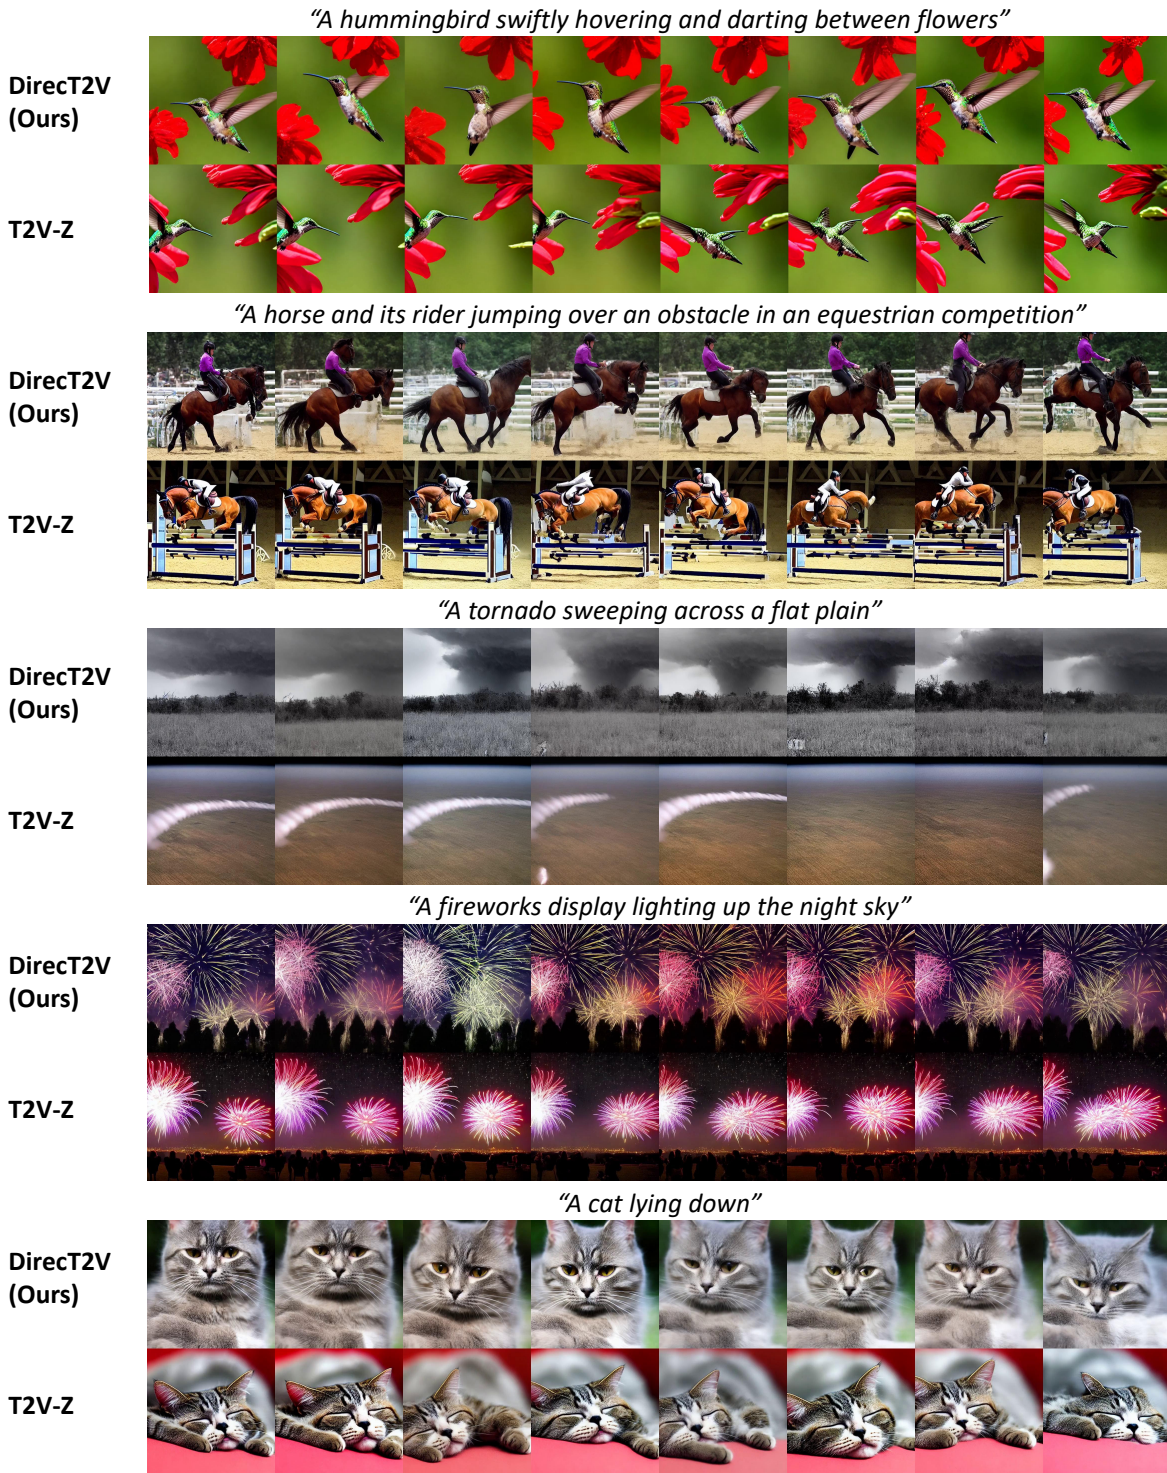 “A hummingbird swiftly hovering and darting between flowers”
DirecT2V
(Ours)
T2V-Z
“A horse and its rider jumping over an obstacle in an equestrian competition”
DirecT2V
(Ours)
T2V-Z
“A tornado sweeping across a flat plain”
DirecT2V
(Ours)
T2V-Z
“A fireworks display lighting up the night sky”
DirecT2V
(Ours)
T2V-Z
“A cat lying down”
DirecT2V
(Ours)
T2V-Z